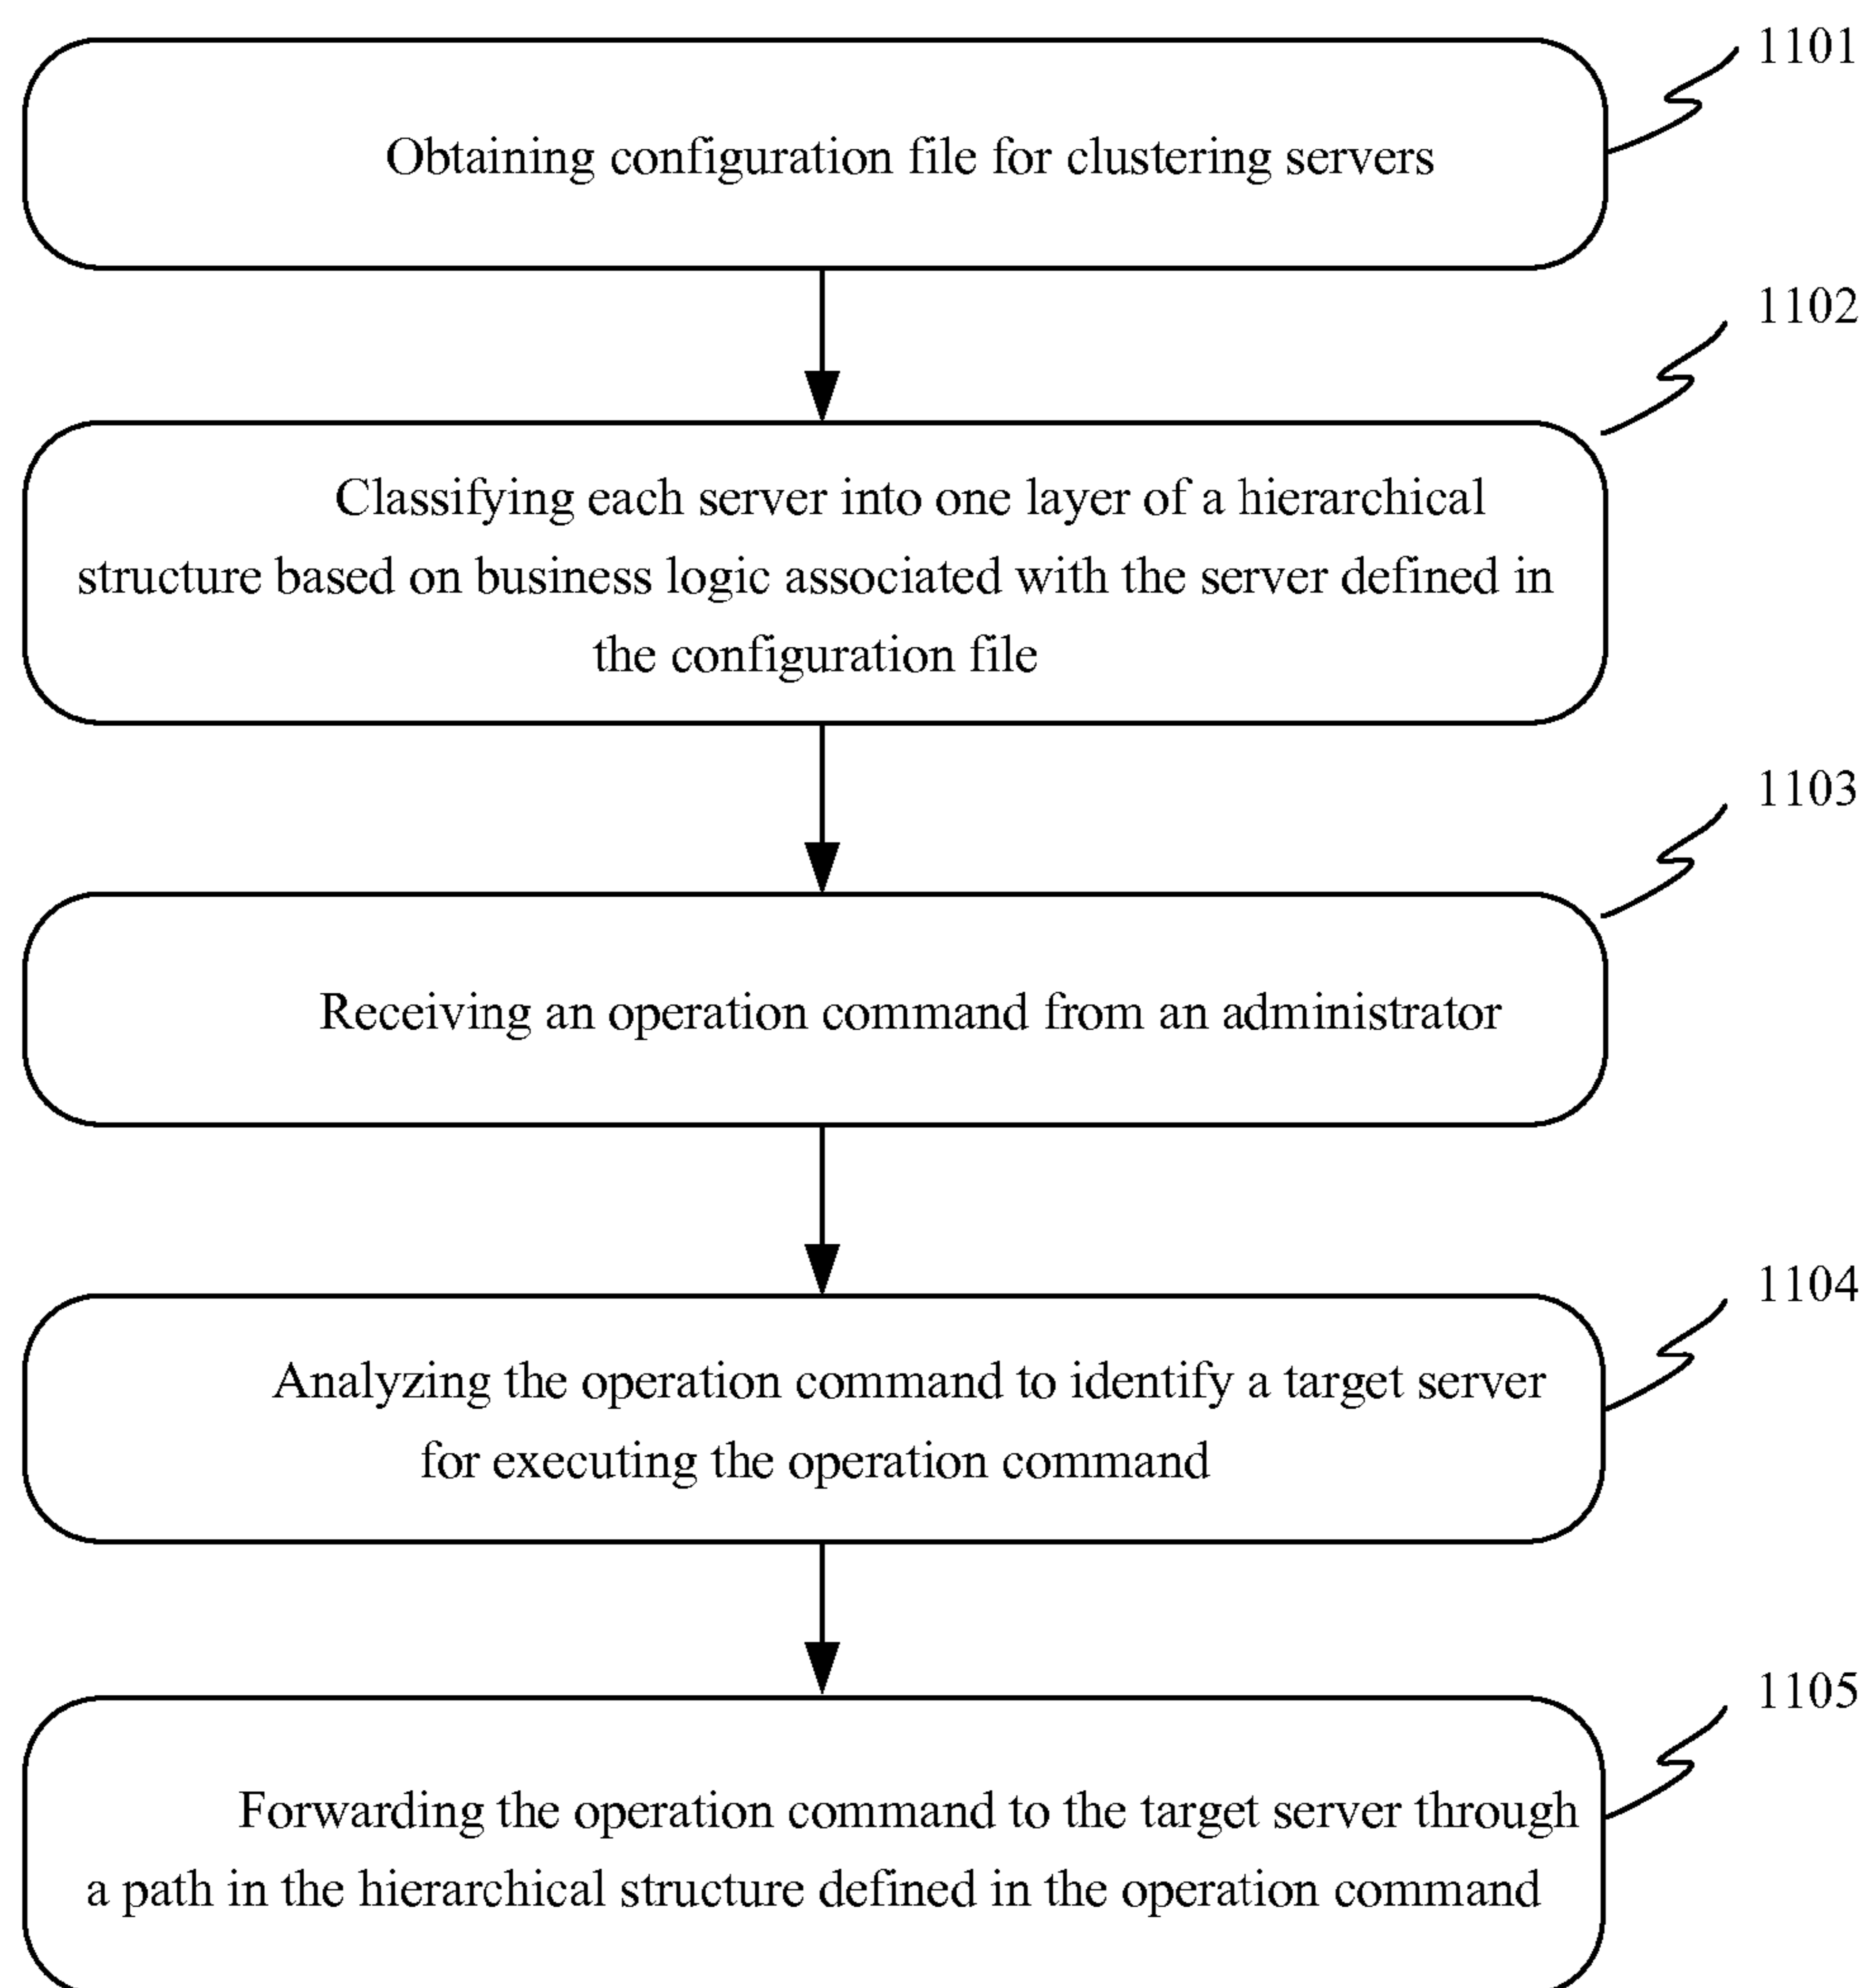 1101
Obtaining configuration file for clustering servers
1102
Classifying each server into one layer of a hierarchical
structure based on business logic associated with the server defined in
the configuration file
1103
Receiving an operation command from an administrator
1104
Analyzing the operation command to identify a target server
for executing the operation command
1105
Forwarding the operation command to the target server through
a path in the hierarchical structure defined in the operation command